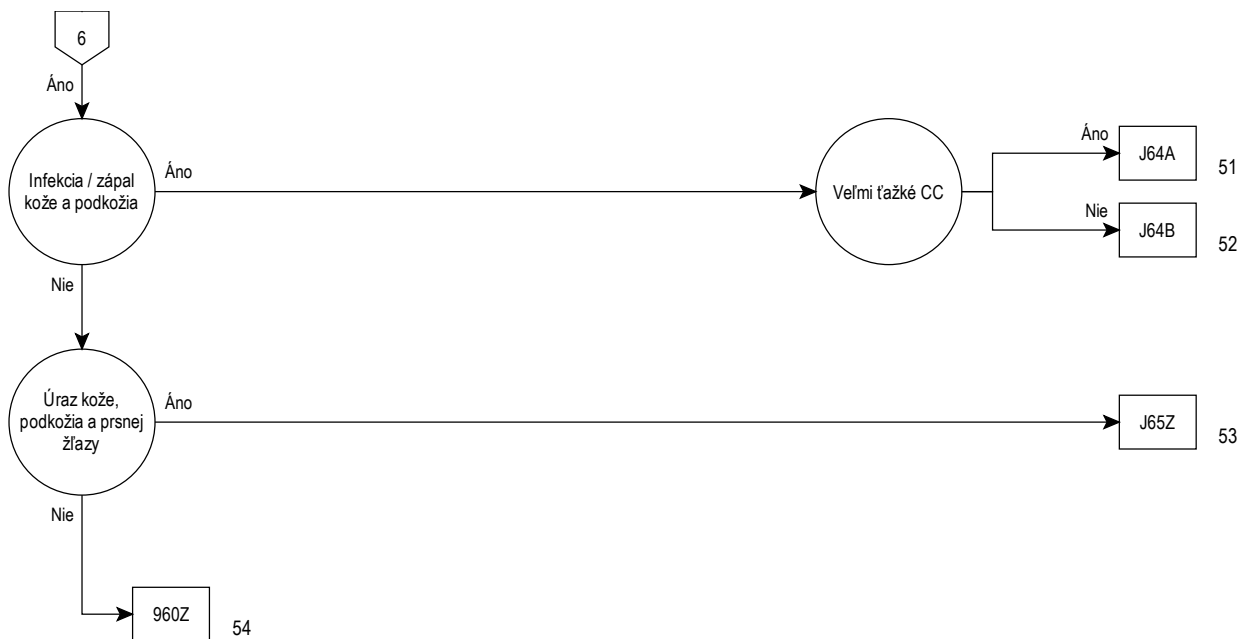 6
Áno
Infekcia / zápal
kože a podkožia
Áno
Veľmi ťažké CC
Áno
J64A
51
Nie
J64B
52
Nie
Úraz kože,
podkožia a prsnej
žľazy
Áno
J65Z
53
Nie
960Z
54